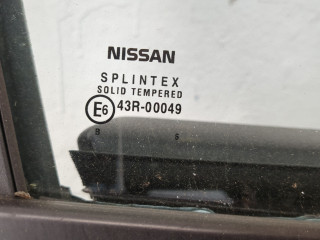 NISSAN
SPLINTEX
SOLID TEMPERED
E6 43R-00049